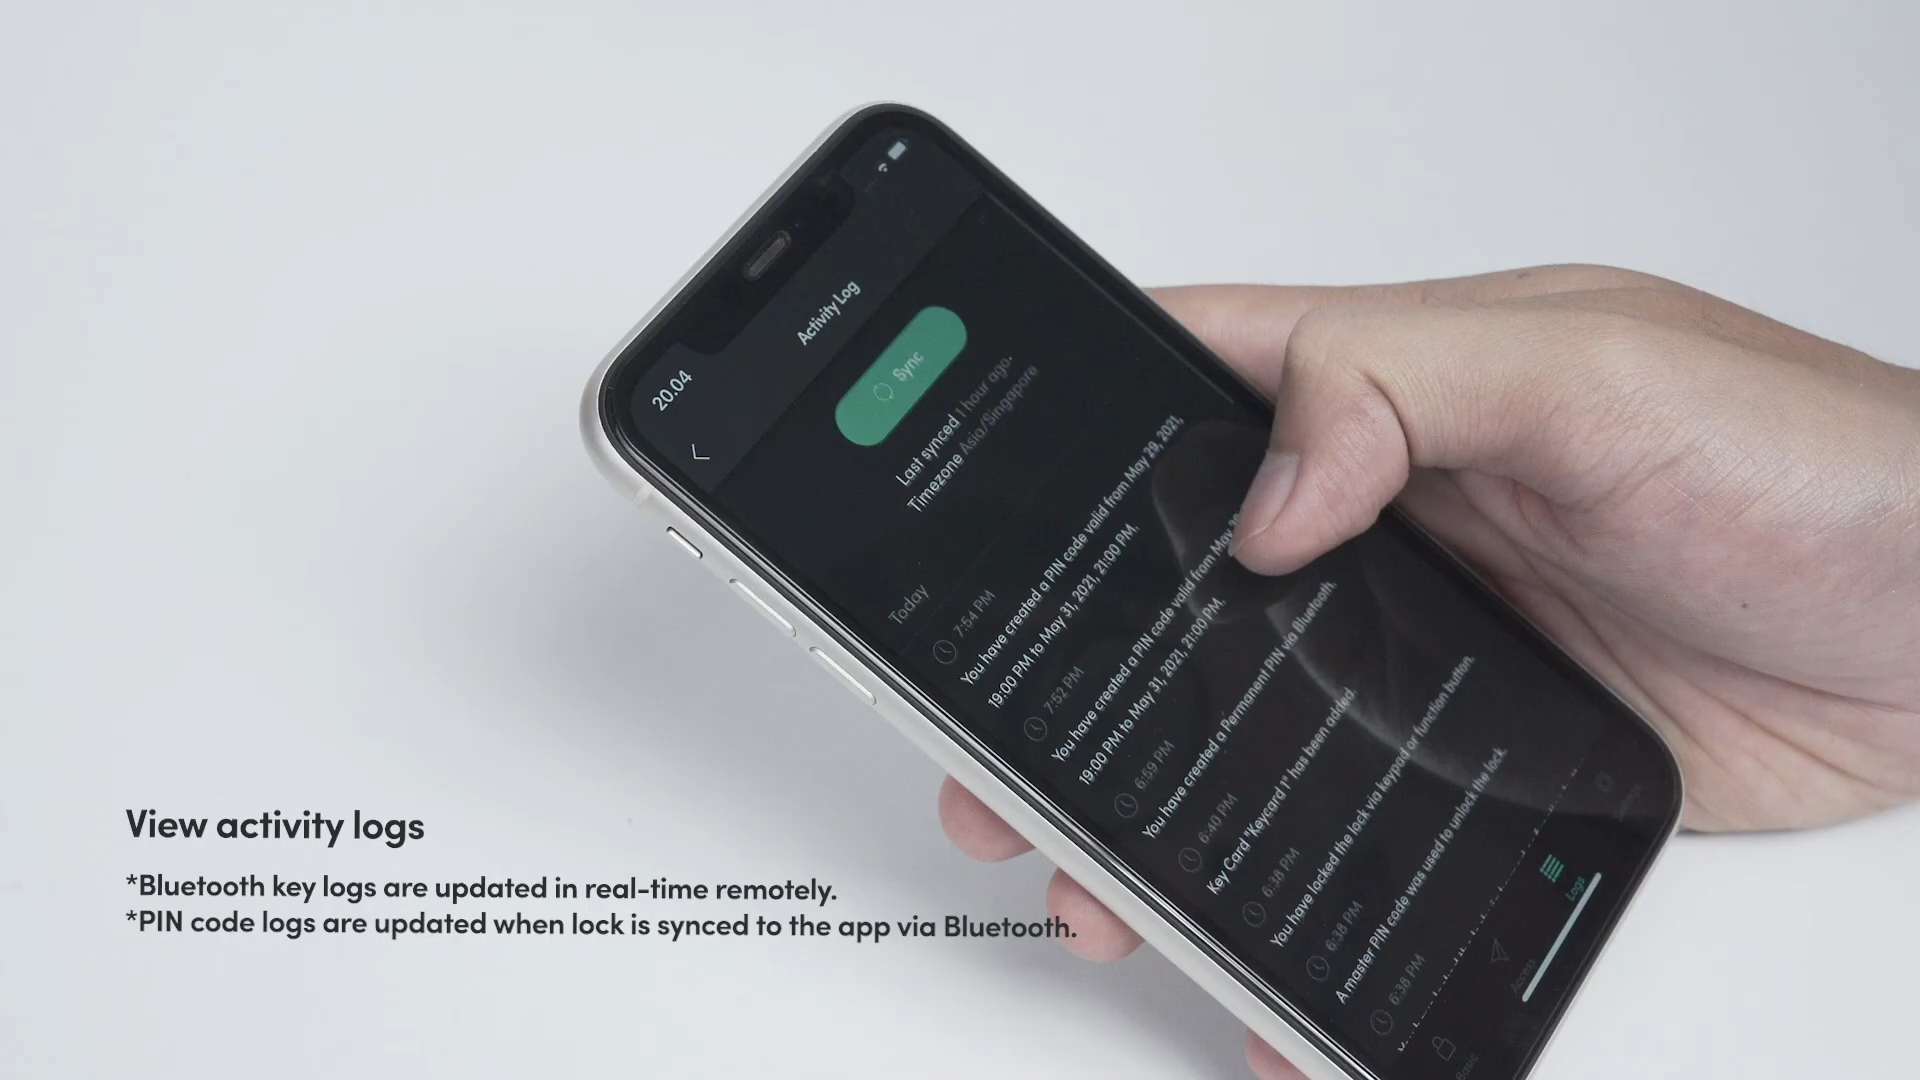 20.04
Activity Log
Sync
Last synced 1 hour ago.
Timezone Asia/Singapore
Today
7:54 PM
You have created a PIN code valid from May 29, 2021,
19:00 PM to May 31, 2021, 21:00 PM.
7:52 PM
You have created a PIN code valid from May
19:00 PM to May 31, 2021, 21:00 PM.
6:59 PM
You have created a Permanent PIN via Bluetooth.
6:40 PM
Key Card "Keycard 1" has been added.
6:38 PM
You have locked the lock via keypad or function button.
6:38 PM
A master PIN code was used to unlock the lock.
6:38 PM
Basic
Access
Logs
View activity logs
*Bluetooth key logs are updated in real-time remotely.
*PIN code logs are updated when lock is synced to the app via Bluetooth.